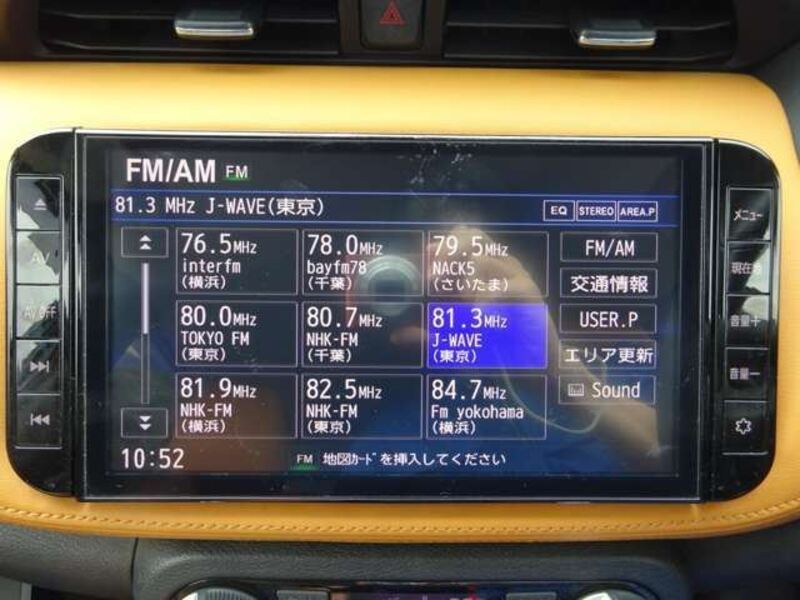 FM/AM FM
81.3 MHz J-WAVE(東京) EQ STEREO AREA.P
76.5MHz
interfm
(横浜)
78.0MHz
bayfm78
(千葉)
79.5MHz
NACK5
(さいたま)
FM/AM
80.0MHz
TOKYO FM
(東京)
80.7MHz
NHK-FM
(千葉)
81.3MHz
J-WAVE
(東京)
交通情報
USER.P
エリア更新
81.9MHz
NHK-FM
(横浜)
82.5MHz
NHK-FM
(東京)
84.7MHz
Fm yokohama
(横浜)
Sound
10:52 FM 地図ｶｰﾄﾞを挿入してください
AV
AV OFF
メニュー
現在地
音量+
音量-